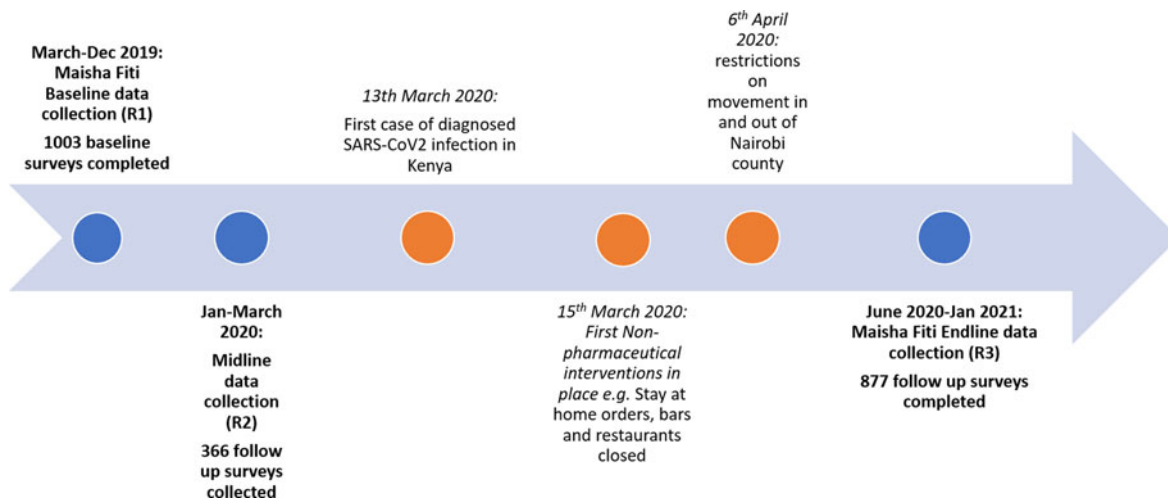 March-Dec 2019:
Maisha Fiti
Baseline data
collection (R1)
1003 baseline
surveys completed
Jan-March
2020:
Midline
data
collection
(R2)
366 follow
up surveys
collected
13th March 2020:
First case of diagnosed
SARS-CoV2 infection in
Kenya
15th March 2020:
First Non-
pharmaceutical
interventions in
place e.g. Stay at
home orders, bars
and restaurants
closed
6th April
2020:
restrictions
on
movement in
and out of
Nairobi
county
June 2020-Jan 2021:
Maisha Fiti Endline data
collection (R3)
877 follow up surveys
completed